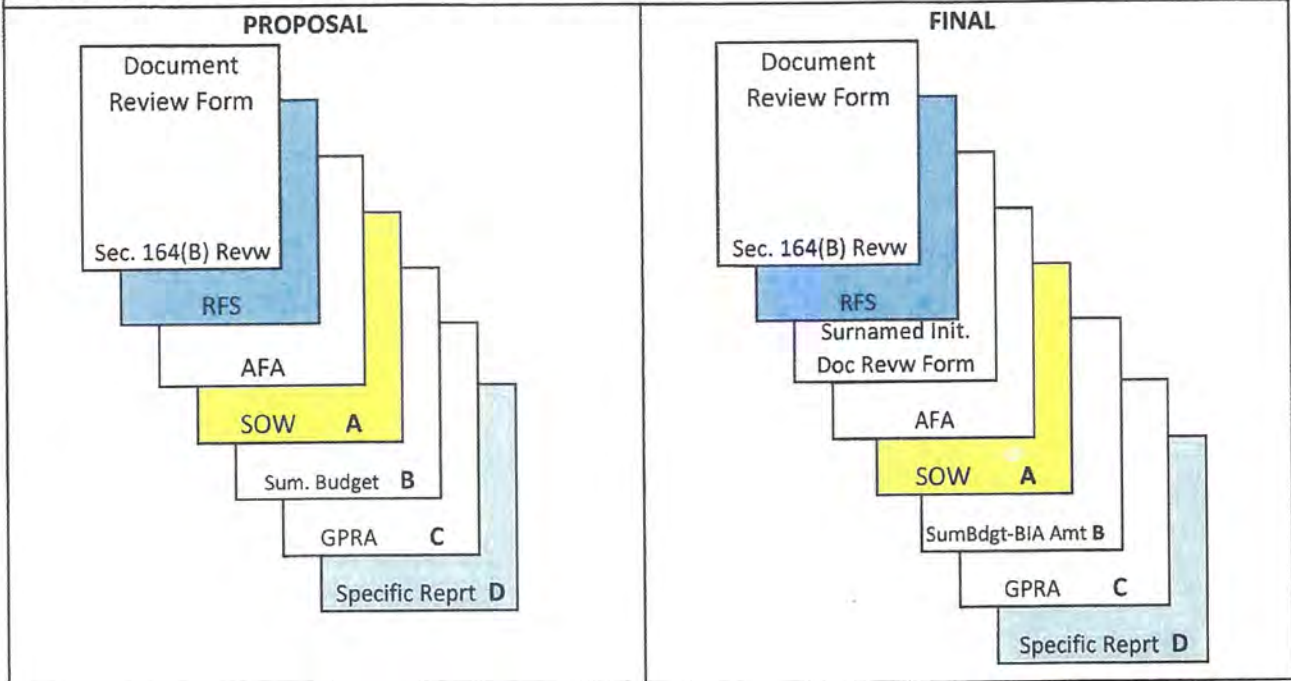 PROPOSAL
Document
Review Form
Sec. 164(B) Revw
RFS
AFA
SOW A
Sum. Budget B
GPRA C
Specific Reprt D
FINAL
Document
Review Form
Sec. 164(B) Revw
RFS
Surnamed Init.
Doc Revw Form
AFA
SOW A
SumBdgt-BIA Amt B
GPRA C
Specific Reprt D